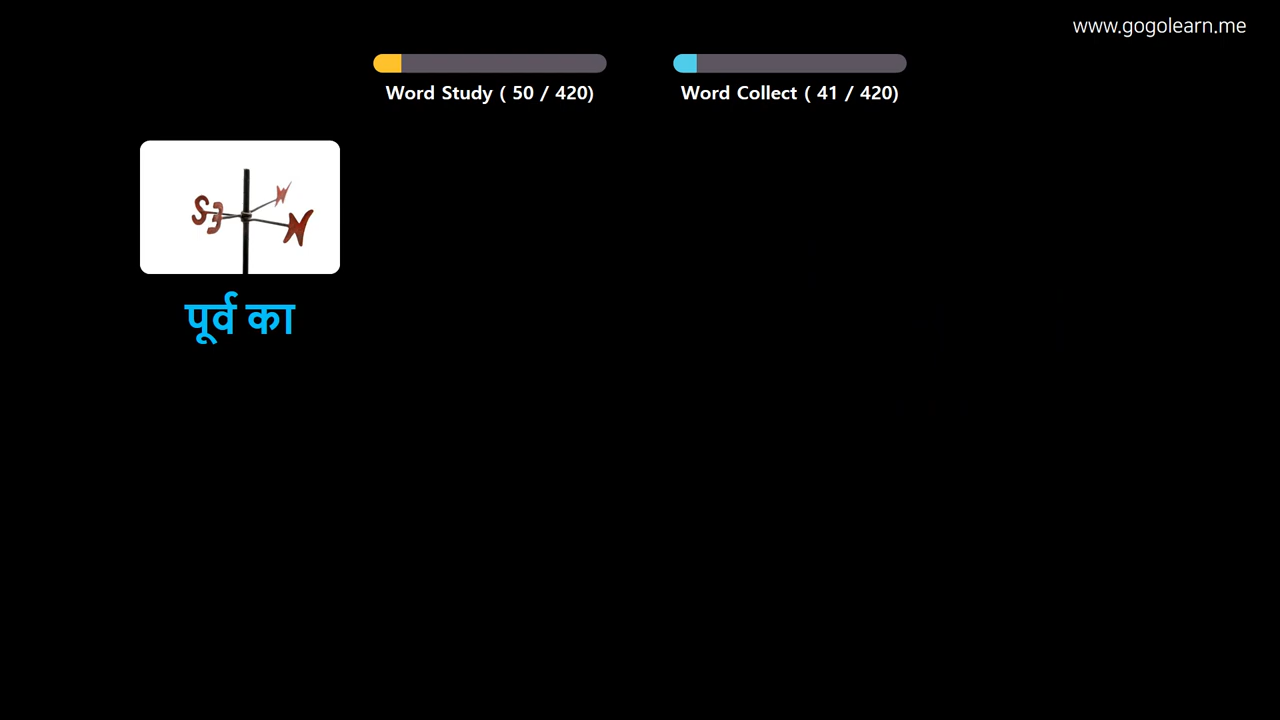 www.gogolearn.me
Word Study ( 50 / 420)
Word Collect ( 41 / 420)
S
N
पूर्व का